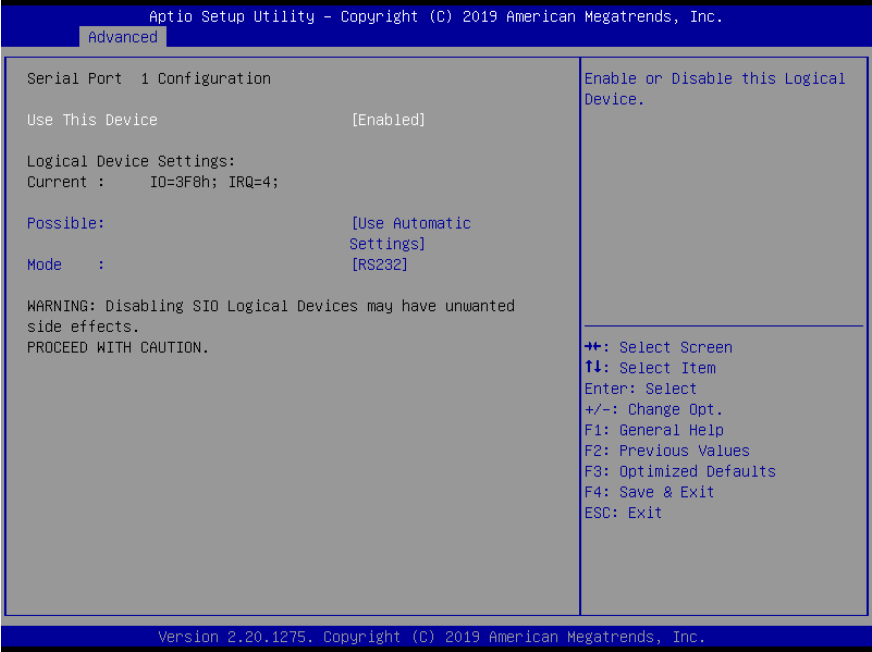 Aptio Setup Utility – Copyright (C) 2019 American Megatrends, Inc.
Advanced
Serial Port 1 Configuration
Use This Device [Enabled]
Logical Device Settings:
Current : IO=3F8h; IRQ=4;
Possible: [Use Automatic
Settings]
Mode : [RS232]
WARNING: Disabling SIO Logical Devices may have unwanted
side effects.
PROCEED WITH CAUTION.
Enable or Disable this Logical
Device.
→←: Select Screen
↑↓: Select Item
Enter: Select
+/-: Change Opt.
F1: General Help
F2: Previous Values
F3: Optimized Defaults
F4: Save & Exit
ESC: Exit
Version 2.20.1275. Copyright (C) 2019 American Megatrends, Inc.